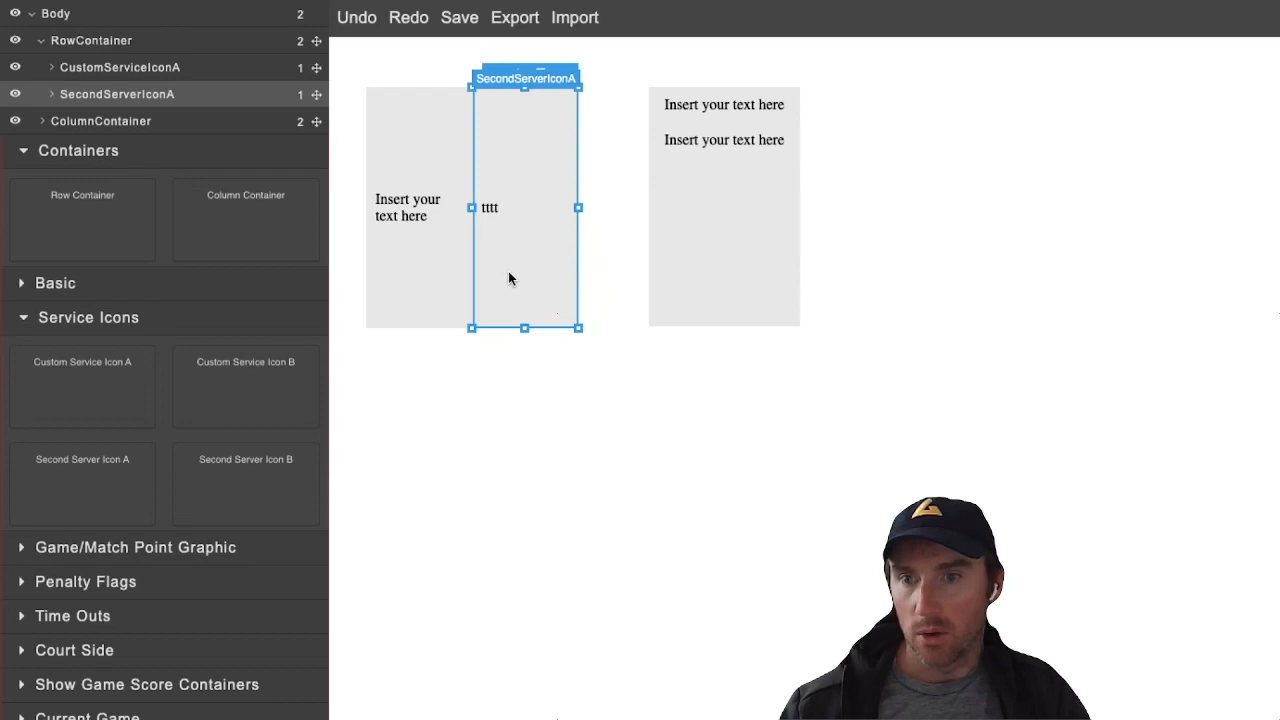 Body 2
RowContainer 2
CustomServiceIconA 1
SecondServerIconA 1
ColumnContainer 2
Containers
Row Container
Column Container
Basic
Service Icons
Custom Service Icon A
Custom Service Icon B
Second Server Icon A
Second Server Icon B
Game/Match Point Graphic
Penalty Flags
Time Outs
Court Side
Show Game Score Containers
Current Game
Undo Redo Save Export Import
SecondServerIconA
Insert your
text here
tttt
Insert your text here
Insert your text here